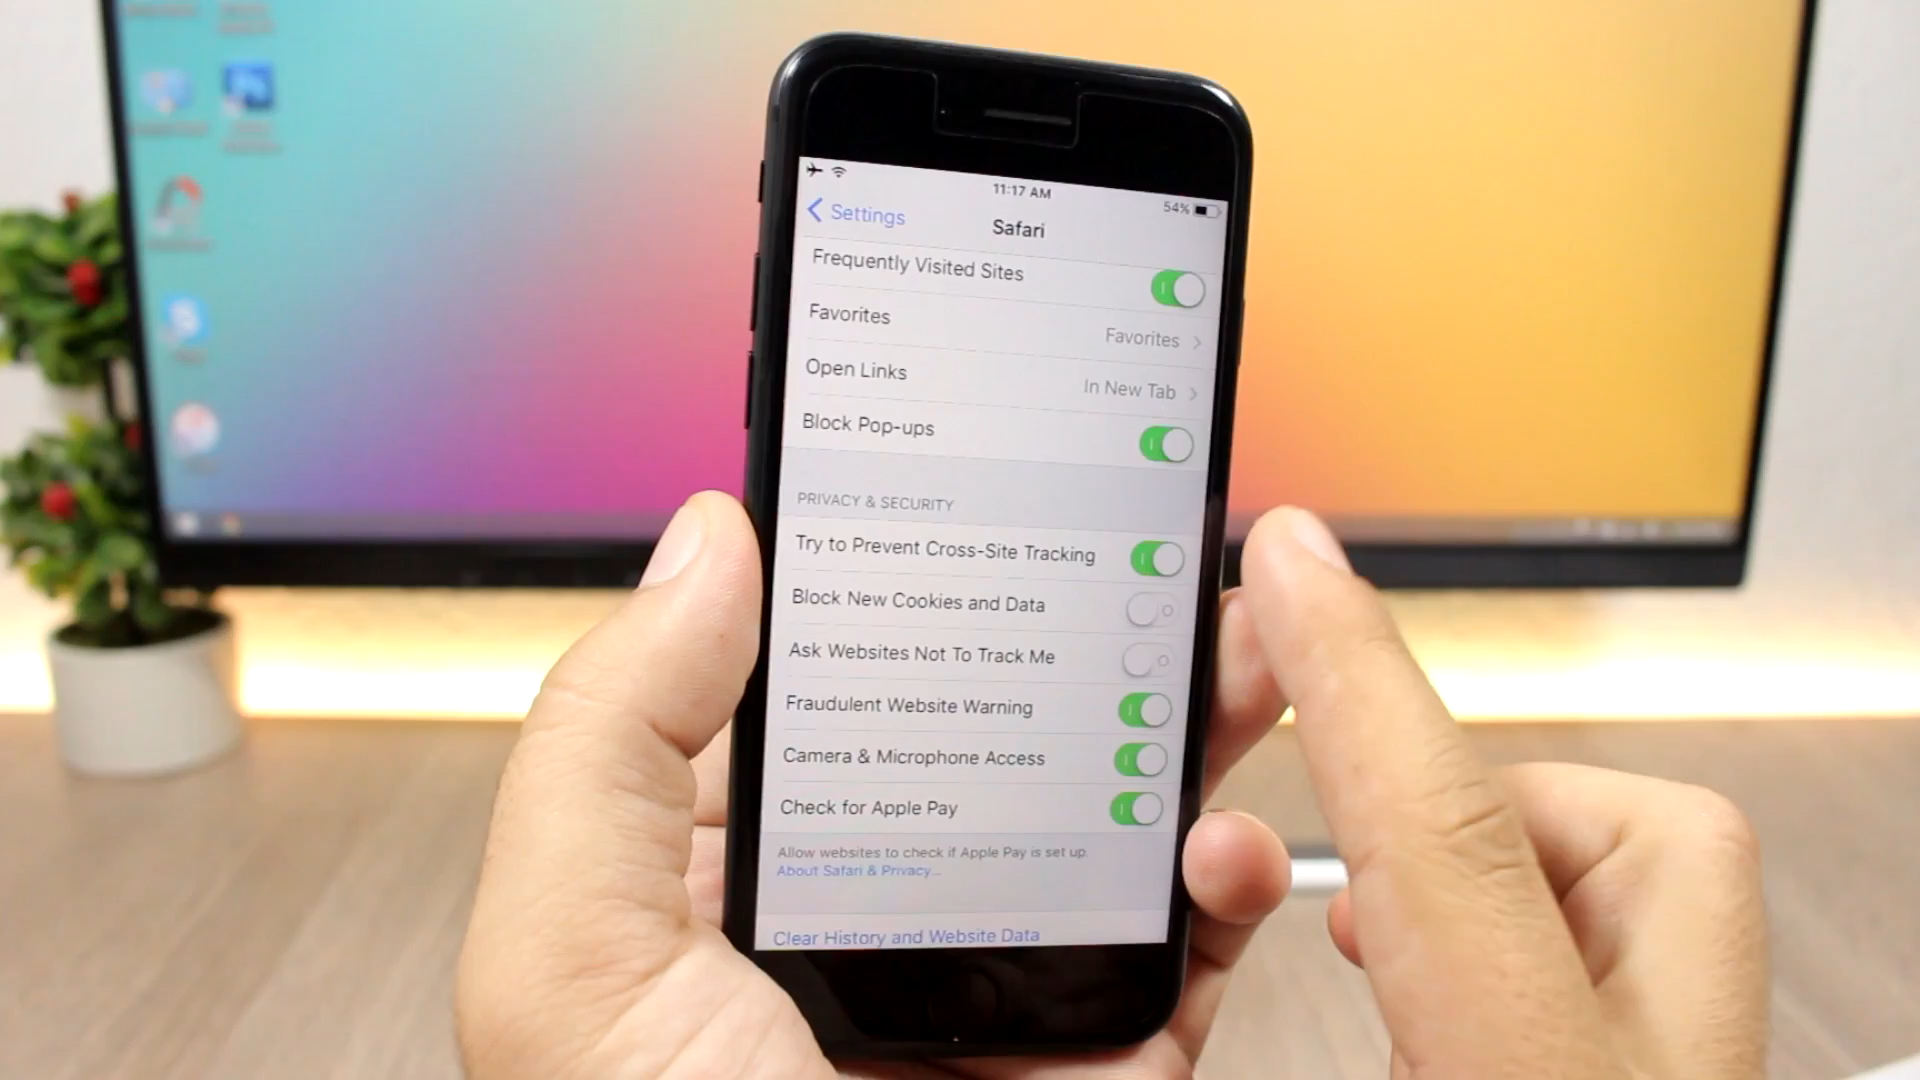 11:17 AM
54%
Settings
Safari
Frequently Visited Sites
Favorites Favorites
Open Links In New Tab
Block Pop-ups
PRIVACY & SECURITY
Try to Prevent Cross-Site Tracking
Block New Cookies and Data
Ask Websites Not To Track Me
Fraudulent Website Warning
Camera & Microphone Access
Check for Apple Pay
Allow websites to check if Apple Pay is set up.
About Safari & Privacy...
Clear History and Website Data
Ps